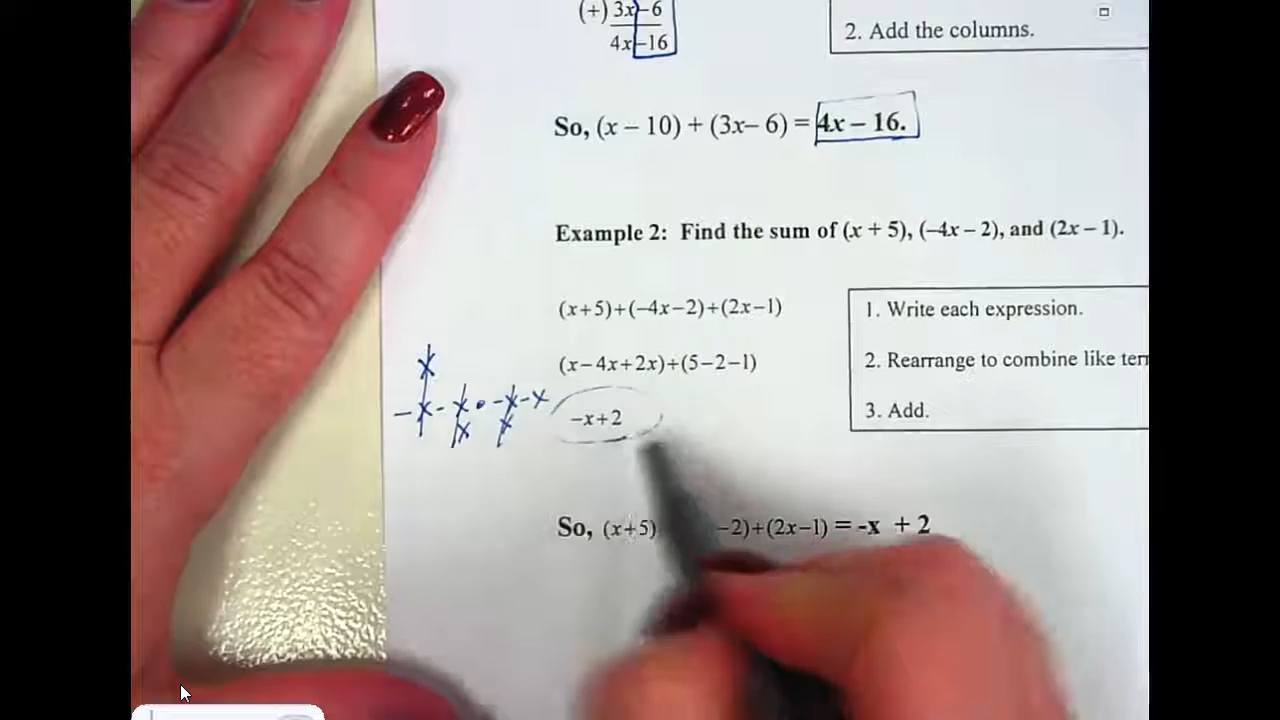 (+) 3x-6
4x-16
2. Add the columns.
So, (x – 10) + (3x– 6) = 4x – 16.
Example 2: Find the sum of (x + 5), (–4x – 2), and (2x – 1).
(x+5)+(–4x–2)+(2x–1)
1. Write each expression.
(x–4x+2x)+(5–2–1)
2. Rearrange to combine like
x
-x-x -x-x
x x
-x+2
3. Add.
So, (x+5) -2)+(2x-1) = -x + 2